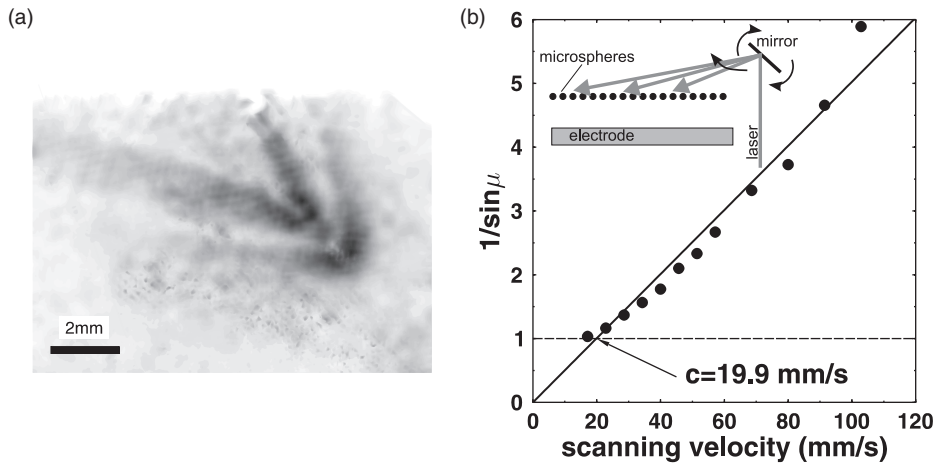 (a)
2mm
(b)
6
5
4
3
2
1
0
1/sinμ
microspheres
mirror
electrode
laser
c=19.9 mm/s
0 20 40 60 80 100 120
scanning velocity (mm/s)